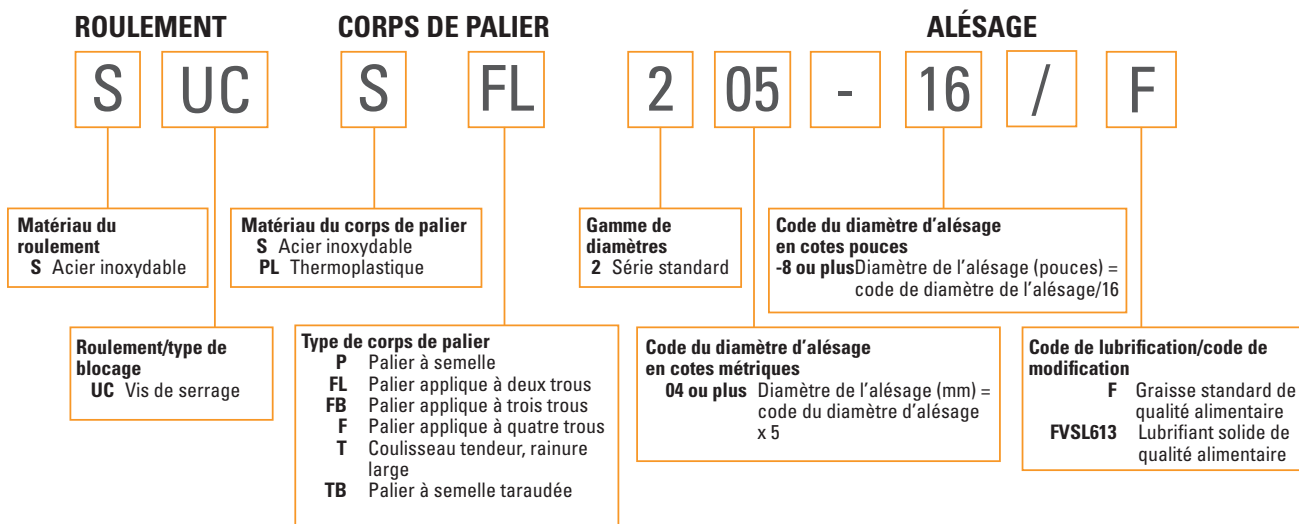 ROULEMENT CORPS DE PALIER ALÉSAGE
S UC S FL 2 05 - 16 / F
Matériau du
roulement
S Acier inoxydable
Matériau du corps de palier
S Acier inoxydable
PL Thermoplastique
Gamme de
diamètres
2 Série standard
Code du diamètre d'alésage
en cotes pouces
-8 ou plusDiamètre de l'alésage (pouces) =
code de diamètre de l'alésage/16
Roulement/type de
blocage
UC Vis de serrage
Type de corps de palier
P Palier à semelle
FL Palier applique à deux trous
FB Palier applique à trois trous
F Palier applique à quatre trous
T Coulisseau tendeur, rainure
large
TB Palier à semelle taraudée
Code du diamètre d'alésage
en cotes métriques
04 ou plus Diamètre de l'alésage (mm) =
code du diamètre d'alésage
x 5
Code de lubrification/code de
modification
F Graisse standard de
qualité alimentaire
FVSL613 Lubrifiant solide de
qualité alimentaire